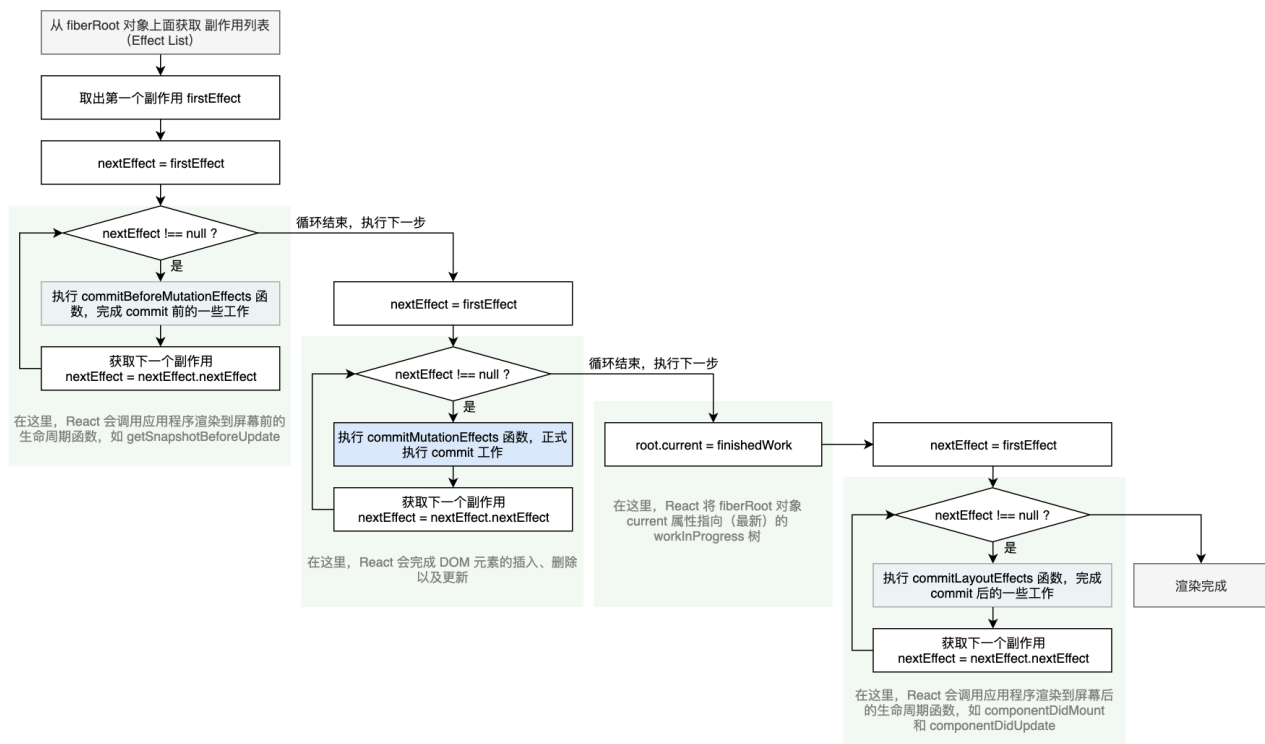 从 fiberRoot 对象上面获取 副作用列表
（Effect List）
取出第一个副作用 firstEffect
nextEffect = firstEffect
nextEffect !== null ?
循环结束，执行下一步
是
执行 commitBeforeMutationEffects 函
数，完成 commit 前的一些工作
获取下一个副作用
nextEffect = nextEffect.nextEffect
在这里，React 会调用应用程序渲染到屏幕前的
生命周期函数，如 getSnapshotBeforeUpdate
nextEffect = firstEffect
nextEffect !== null ?
循环结束，执行下一步
是
执行 commitMutationEffects 函数，正式
执行 commit 工作
获取下一个副作用
nextEffect = nextEffect.nextEffect
在这里，React 会完成 DOM 元素的插入、删除
以及更新
root.current = finishedWork
在这里，React 将 fiberRoot 对象
current 属性指向（最新）的
workInProgress 树
nextEffect = firstEffect
nextEffect !== null ?
是
执行 commitLayoutEffects 函数，完成
commit 后的一些工作
获取下一个副作用
nextEffect = nextEffect.nextEffect
在这里，React 会调用应用程序渲染到屏幕后
的生命周期函数，如 componentDidMount
和 componentDidUpdate
渲染完成